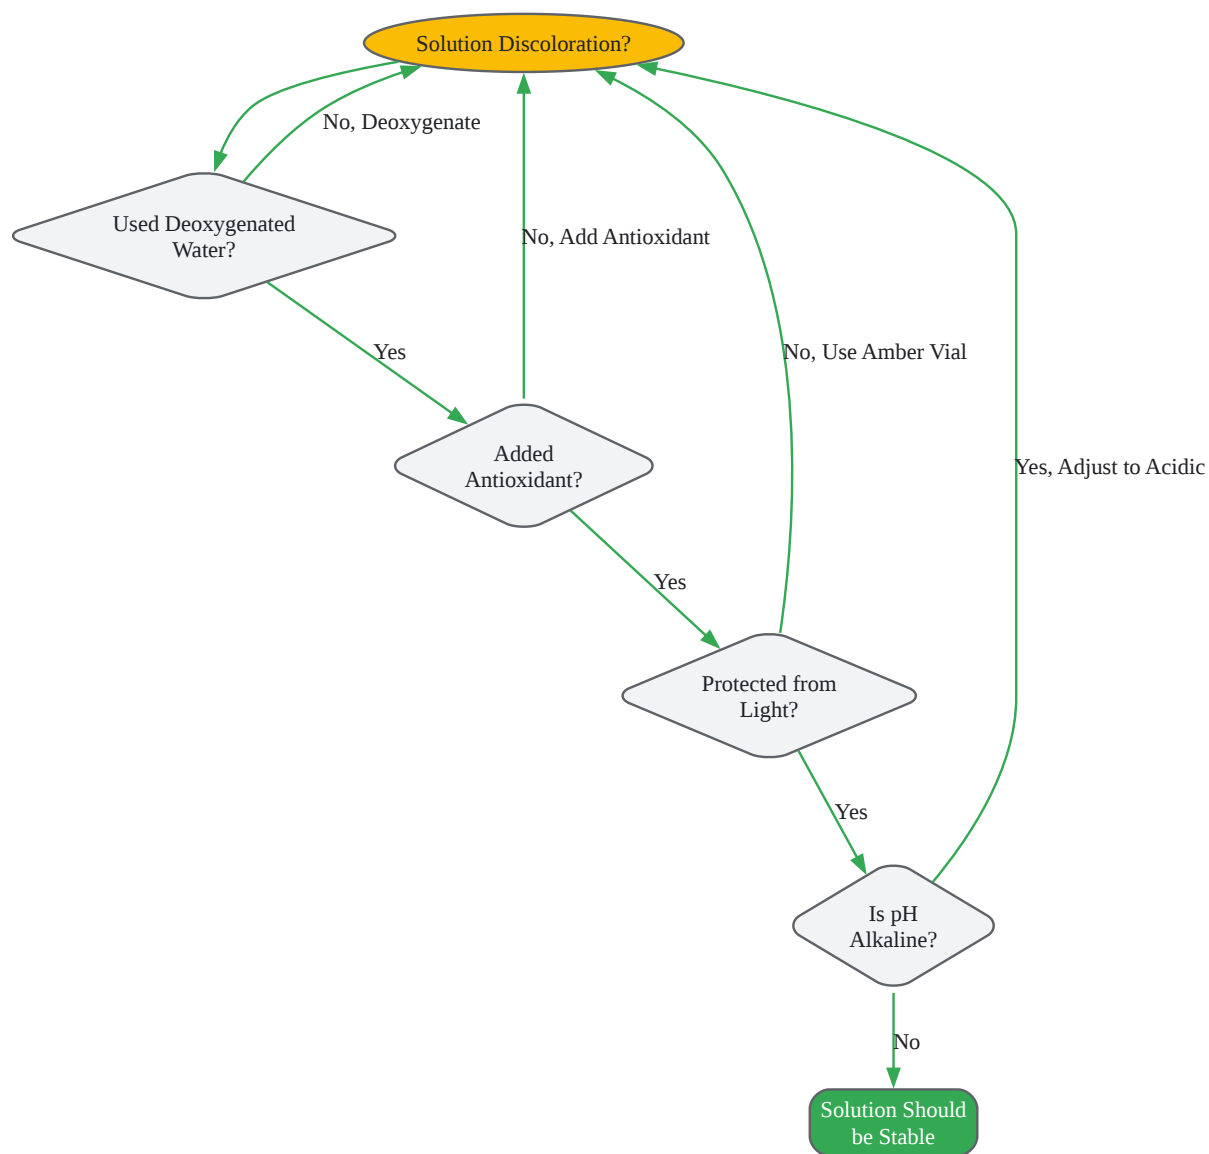 Solution Discoloration?
No, Deoxygenate
Used Deoxygenated
Water?
No, Add Antioxidant
Yes
No, Use Amber Vial
Added
Antioxidant?
Yes, Adjust to Acidic
Yes
Protected from
Light?
Yes
Is pH
Alkaline?
No
Solution Should
be Stable